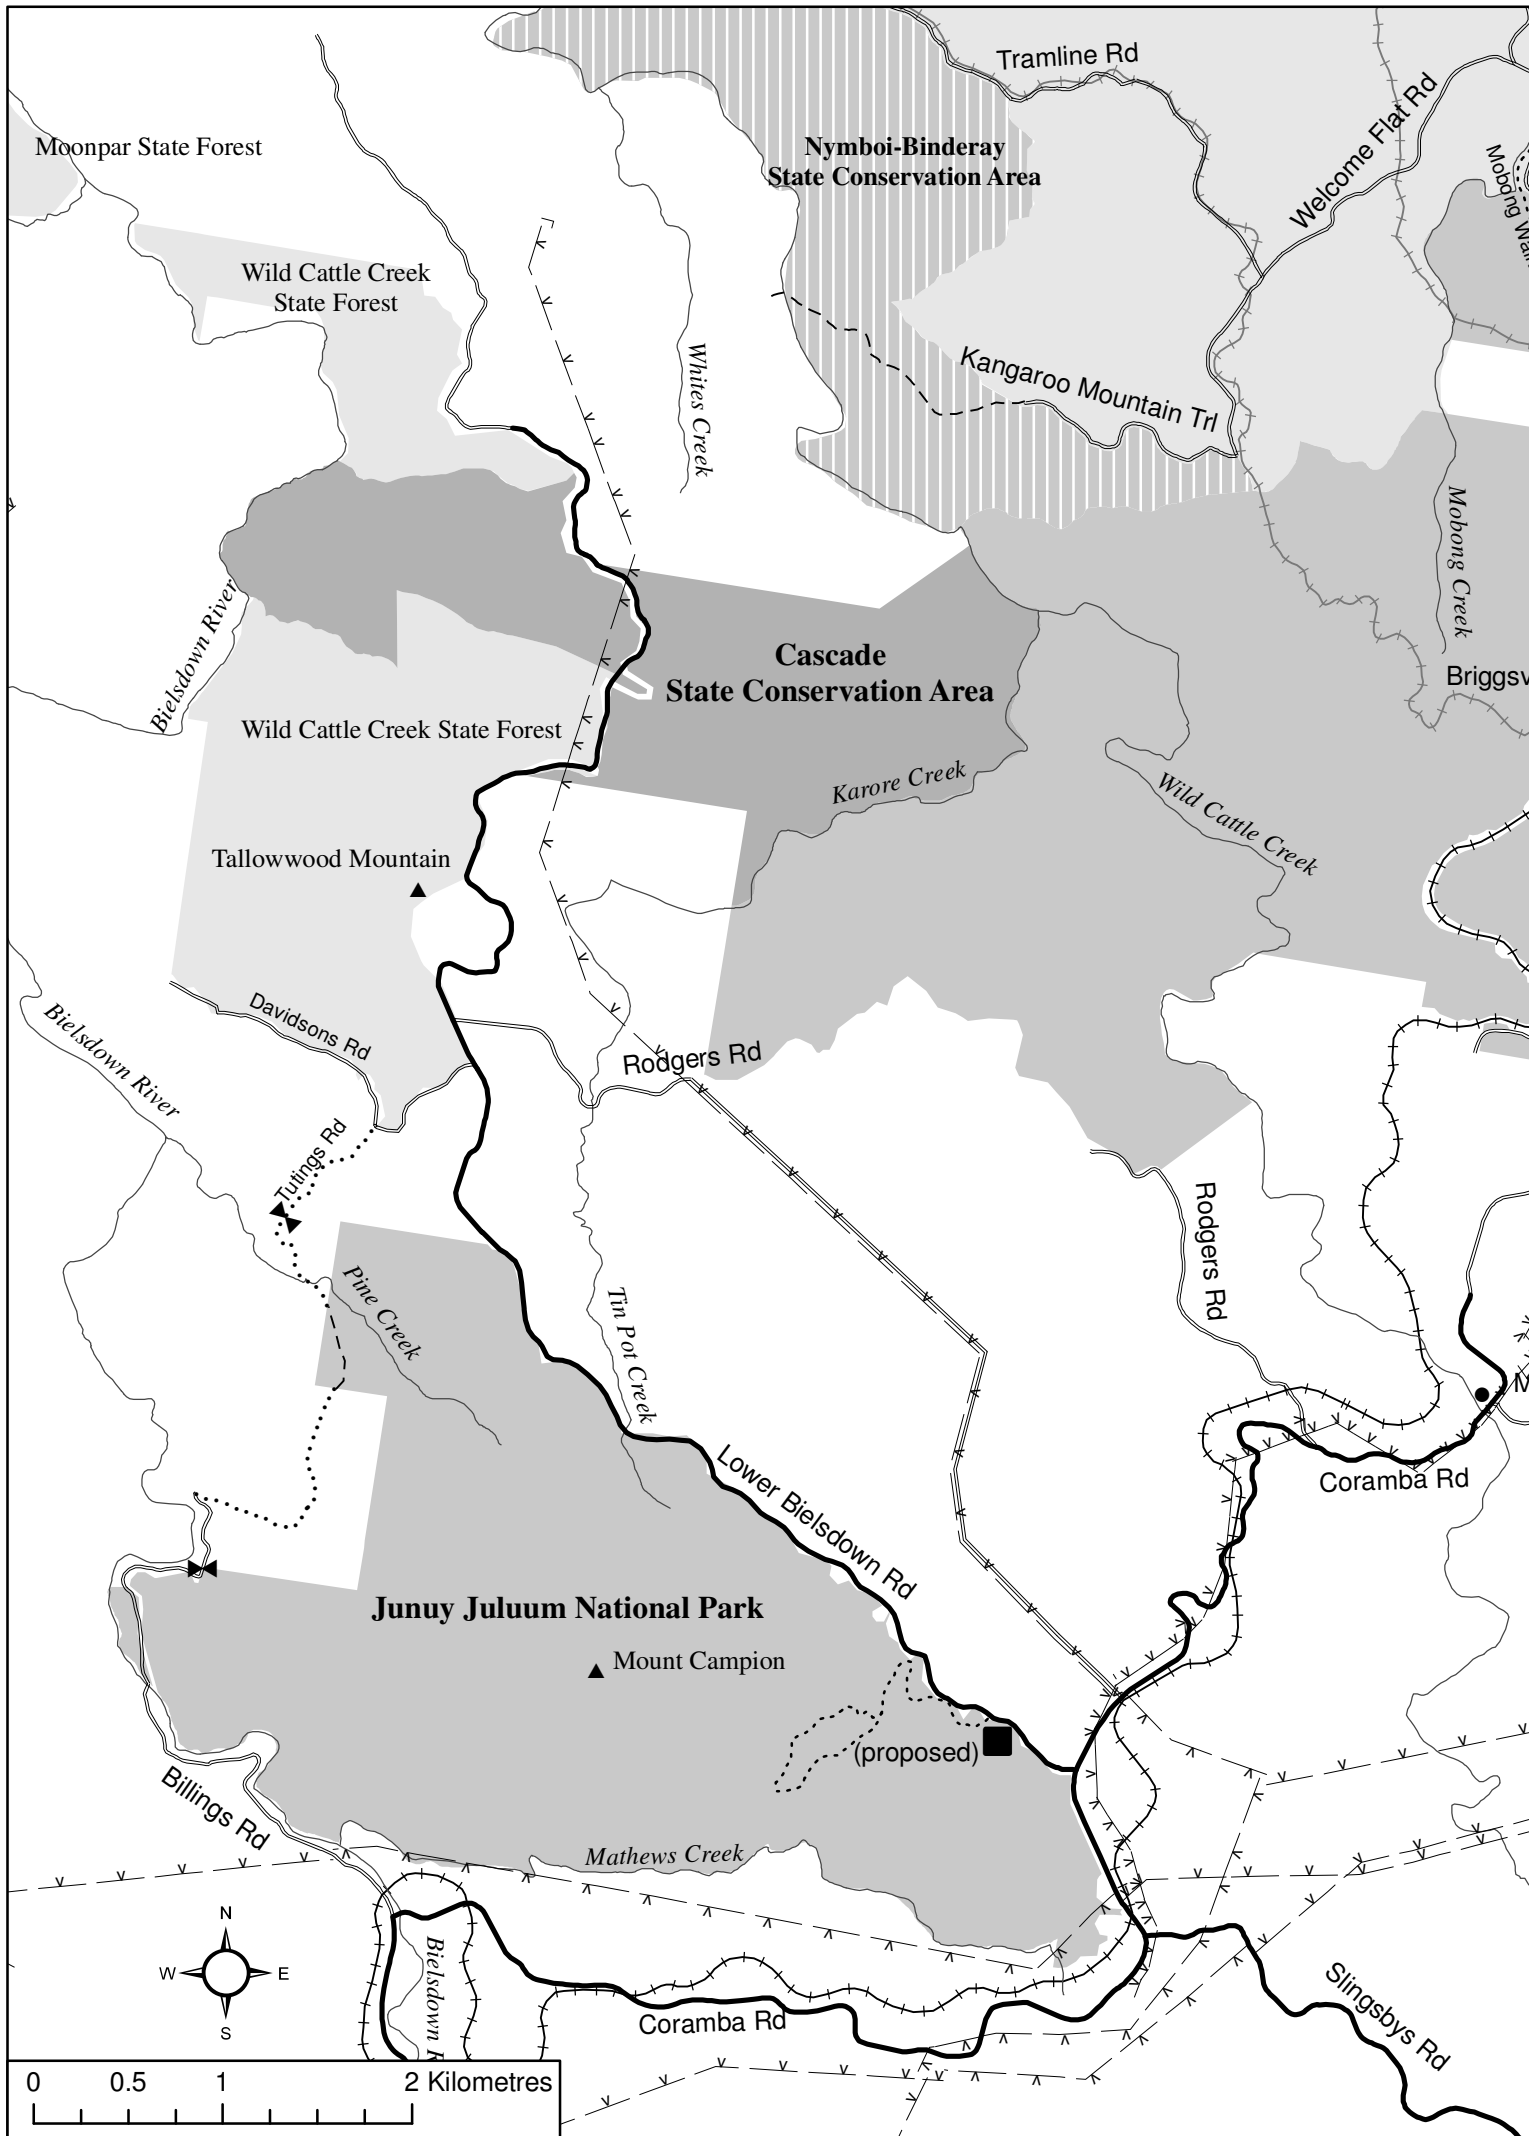 Tramline Rd
Moonpar State Forest
Nymboi-Binderay
State Conservation Area
Welcome Flat Rd
Mobong Walk
Wild Cattle Creek
State Forest
Whites Creek
Kangaroo Mountain Trl
Mobong Creek
Bielsdown River
Cascade
State Conservation Area
Briggsv
Wild Cattle Creek State Forest
Karore Creek
Wild Cattle Creek
Tallowwood Mountain
Davidsons Rd
Bielsdown River
Rodgers Rd
Tutings Rd
Rodgers Rd
Pine Creek
Tin Pot Creek
M
Coramba Rd
Lower Bielsdown Rd
Junuy Juluum National Park
Mount Campion
(proposed)
Billings Rd
Mathews Creek
N
W E
S
Bielsdown R
Coramba Rd
Slingsbys Rd
0 0.5 1 2 Kilometres